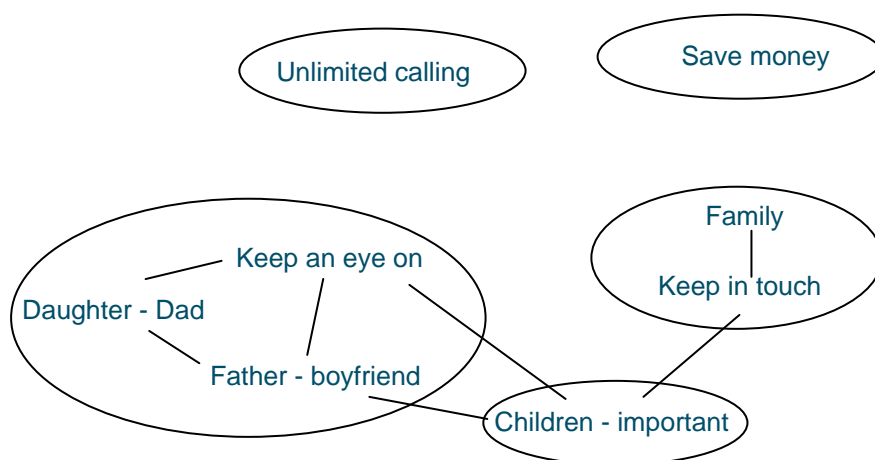 Unlimited calling
Save money
Family
Keep an eye on
Keep in touch
Daughter - Dad
Father - boyfriend
Children - important